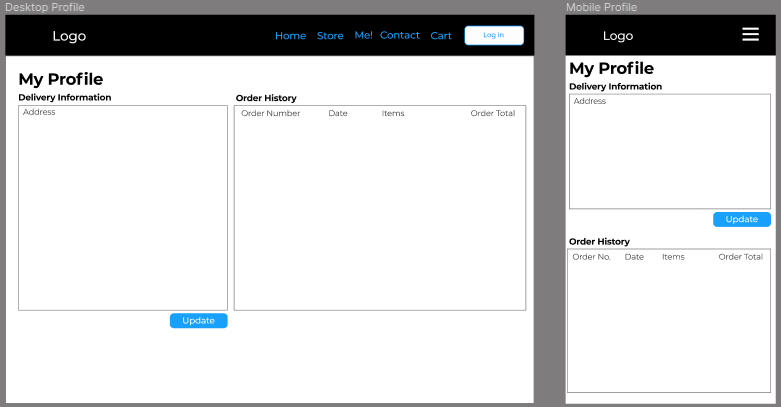 Desktop Profile
Logo
Home Store Me! Contact Cart Log in
My Profile
Delivery Information
Address
Update
Order History
Order Number Date Items Order Total
Mobile Profile
Logo
My Profile
Delivery Information
Address
Update
Order History
Order No. Date Items Order Total